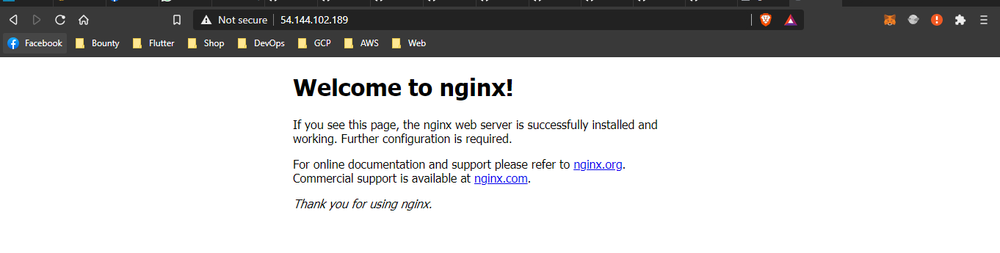 Not secure 54.144.102.189
Facebook Bounty Flutter Shop DevOps GCP AWS Web
Welcome to nginx!
If you see this page, the nginx web server is successfully installed and
working. Further configuration is required.
For online documentation and support please refer to nginx.org.
Commercial support is available at nginx.com.
Thank you for using nginx.